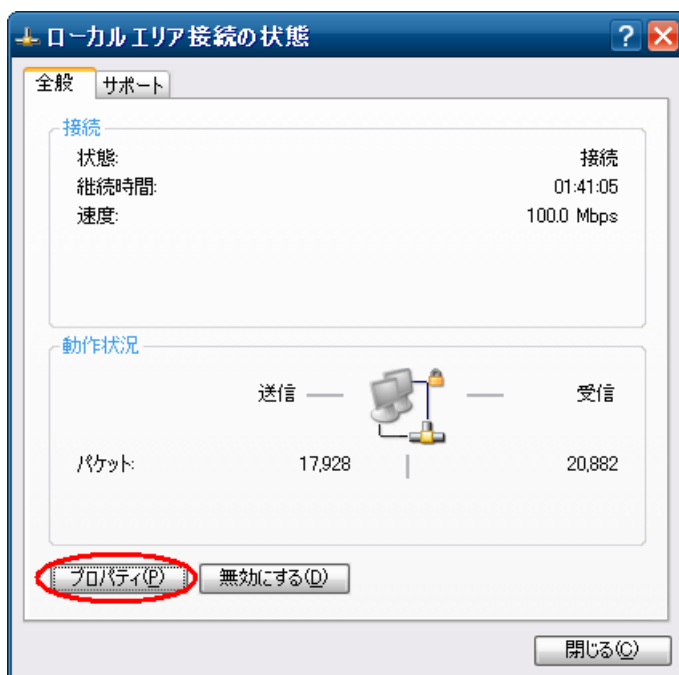 ローカル エリア接続の状態
全般 サポート
接続
状態: 接続
継続時間: 01:41:05
速度: 100.0 Mbps
動作状況
送信 受信
パケット: 17,928 20,882
プロパティ(P) 無効にする(D)
閉じる(C)